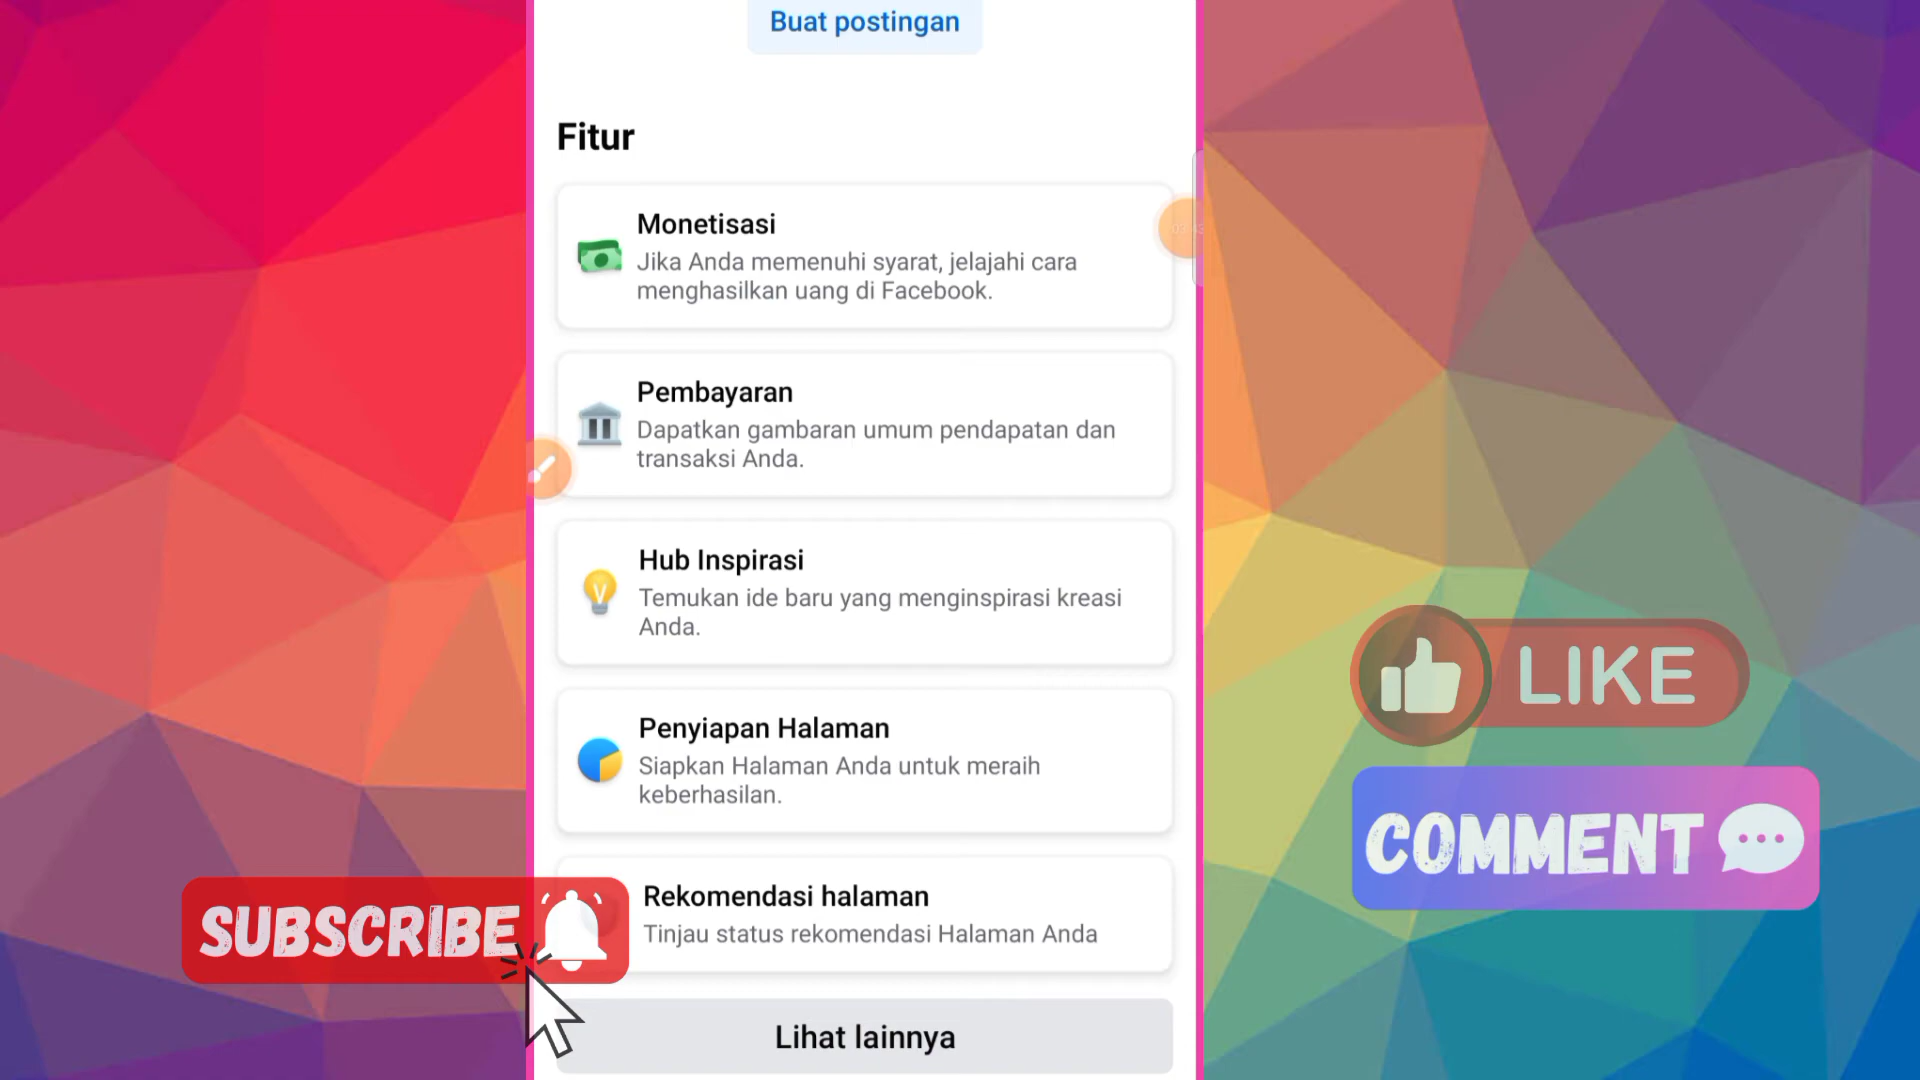 Buat postingan
Fitur
Monetisasi
Jika Anda memenuhi syarat, jelajahi cara
menghasilkan uang di Facebook.
Pembayaran
Dapatkan gambaran umum pendapatan dan
transaksi Anda.
Hub Inspirasi
Temukan ide baru yang menginspirasi kreasi
Anda.
Penyiapan Halaman
Siapkan Halaman Anda untuk meraih
keberhasilan.
Rekomendasi halaman
Tinjau status rekomendasi Halaman Anda
Lihat lainnya
SUBSCRIBE
LIKE
COMMENT